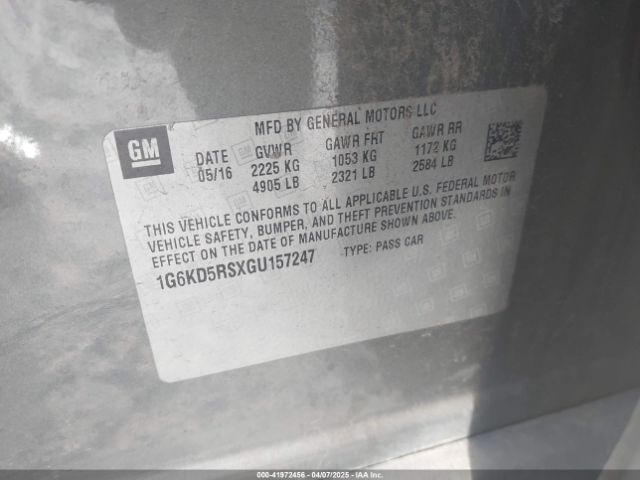 GM
MFD BY GENERAL MOTORS LLC
DATE GVWR GAWR FRT GAWR RR
05/16 2225 KG 1053 KG 1172 KG
4905 LB 2321 LB 2584 LB
THIS VEHICLE CONFORMS TO ALL APPLICABLE U.S. FEDERAL MOTOR
VEHICLE SAFETY, BUMPER, AND THEFT PREVENTION STANDARDS IN
EFFECT ON THE DATE OF MANUFACTURE SHOWN ABOVE.
1G6KD5RSXGU157247 TYPE: PASS CAR
000-41972456 - 04/07/2025 - IAAI.COM